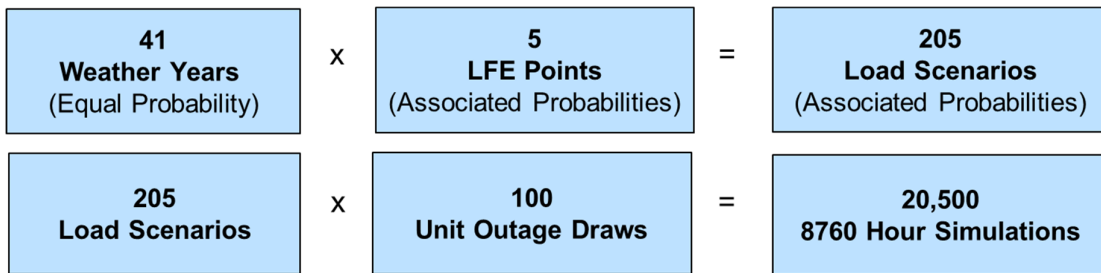 41
Weather Years
(Equal Probability)
x
5
LFE Points
(Associated Probabilities)
=
205
Load Scenarios
(Associated Probabilities)
205
Load Scenarios
x
100
Unit Outage Draws
=
20,500
8760 Hour Simulations